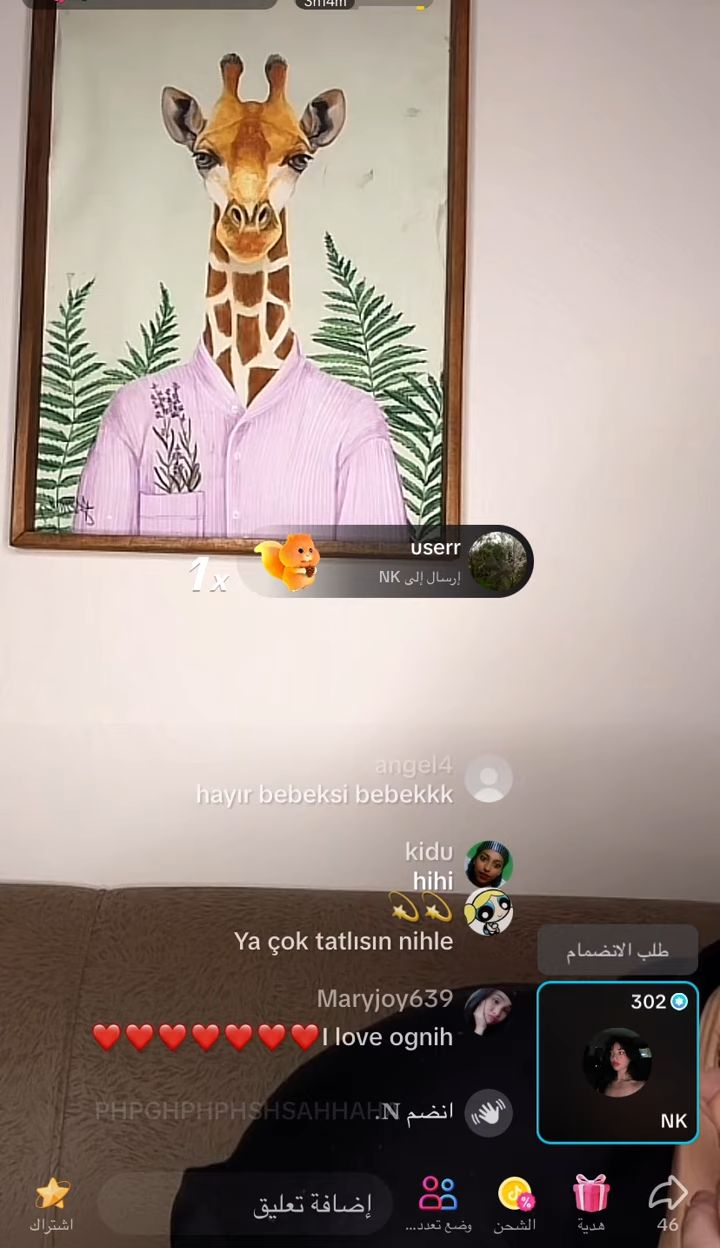 3m14m
userr
إرسال إلى NK
1x
angel4
hayır bebeksi bebekkk
kidu
hihi
💫💫
Ya çok tatlısın nihle
طلب الانضمام
Maryjoy639
❤️❤️❤️❤️❤️❤️❤️I love ognih
302
NK
انضم N.
إضافة تعليق
اشتراك
وضع تعدد...
الشحن
هدية
46